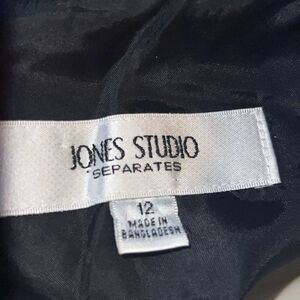 JONES STUDIO
SEPARATES
12
MADE IN
BANGLADESH